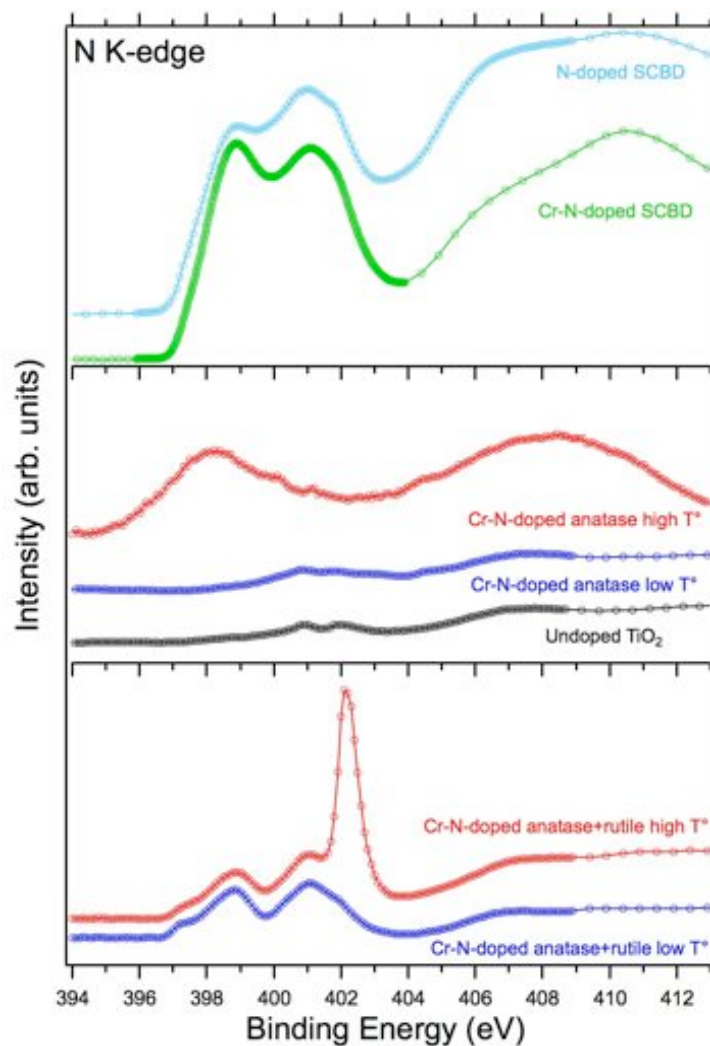 N K-edge
N-doped SCBD
Cr-N-doped SCBD
Intensity (arb. units)
Cr-N-doped anatase high T°
Cr-N-doped anatase low T°
Undoped TiO₂
Cr-N-doped anatase+rutile high T°
Cr-N-doped anatase+rutile low T°
394 396 398 400 402 404 406 408 410 412
Binding Energy (eV)